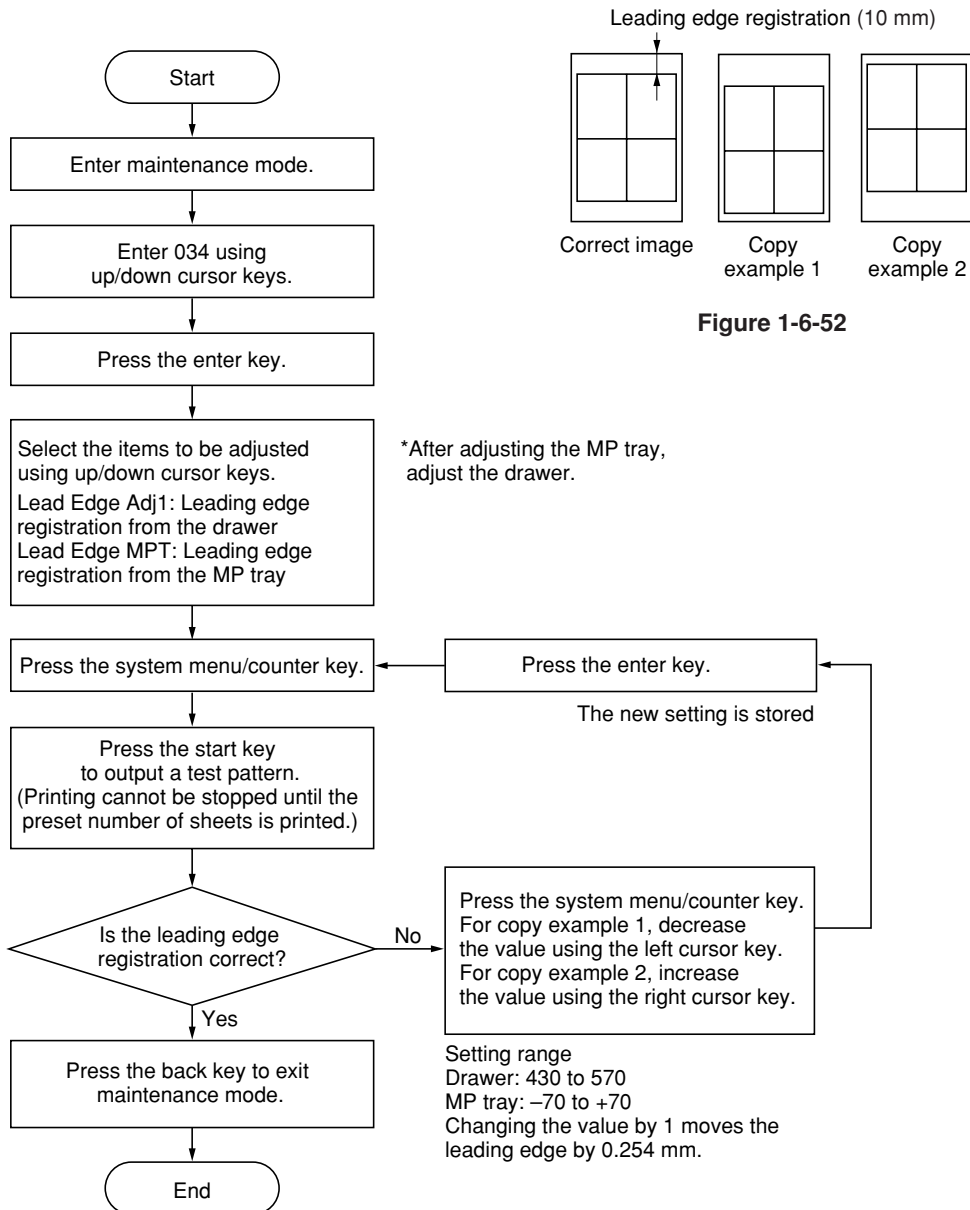 Leading edge registration (10 mm)
Correct image
Copy
example 1
Copy
example 2
Figure 1-6-52
Start
Enter maintenance mode.
Enter 034 using
up/down cursor keys.
Press the enter key.
Select the items to be adjusted
using up/down cursor keys.
Lead Edge Adj1: Leading edge
registration from the drawer
Lead Edge MPT: Leading edge
registration from the MP tray
*After adjusting the MP tray,
adjust the drawer.
Press the system menu/counter key.
Press the enter key.
The new setting is stored
Press the start key
to output a test pattern.
(Printing cannot be stopped until the
preset number of sheets is printed.)
Is the leading edge
registration correct?
No
Press the system menu/counter key.
For copy example 1, decrease
the value using the left cursor key.
For copy example 2, increase
the value using the right cursor key.
Setting range
Drawer: 430 to 570
MP tray: –70 to +70
Changing the value by 1 moves the
leading edge by 0.254 mm.
Yes
Press the back key to exit
maintenance mode.
End